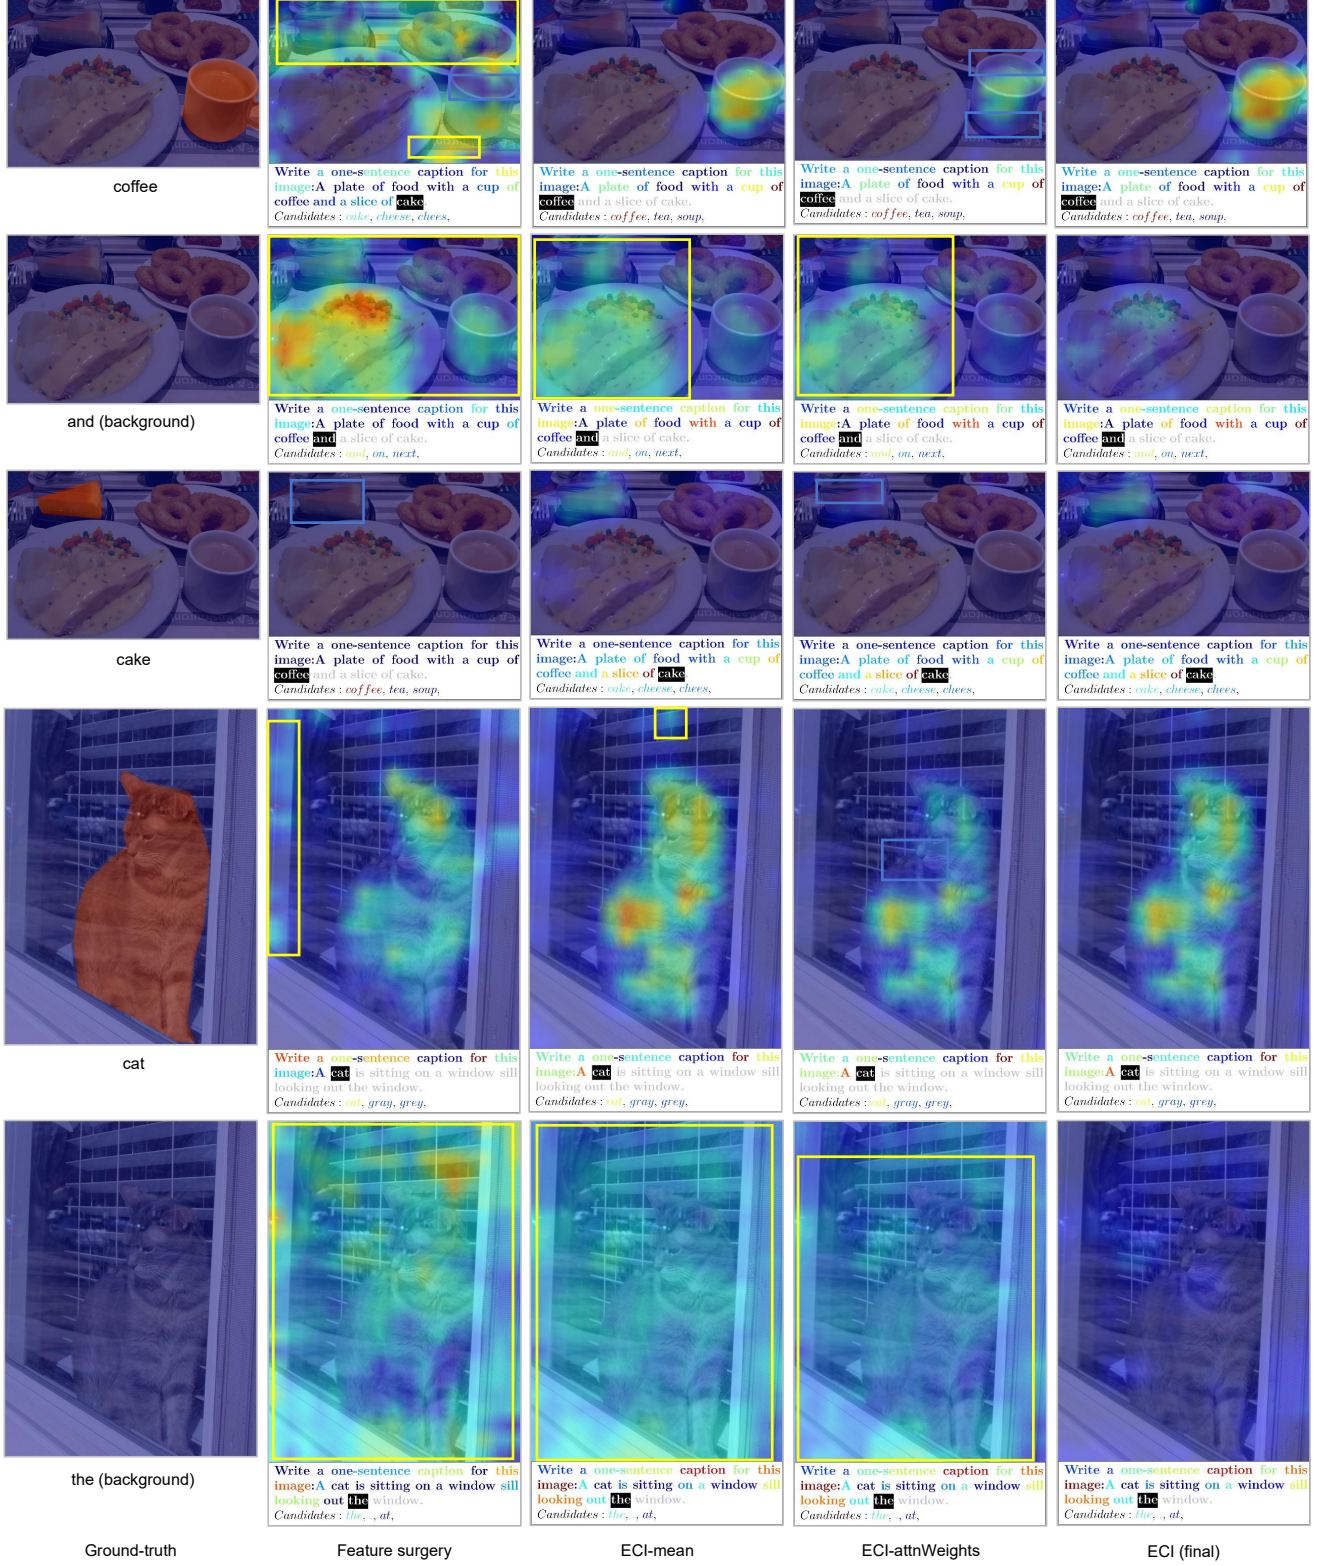 coffee
Write a one-sentence caption for this
image:A plate of food with a cup of
coffee and a slice of cake
Candidates : cake, cheese, chees,
Write a one-sentence caption for this
image:A plate of food with a cup of
coffee and a slice of cake.
Candidates : coffee, tea, soup,
Write a one-sentence caption for this
image:A plate of food with a cup of
coffee and a slice of cake.
Candidates : coffee, tea, soup,
Write a one-sentence caption for this
image:A plate of food with a cup of
coffee and a slice of cake.
Candidates : coffee, tea, soup,
and (background)
Write a one-sentence caption for this
image:A plate of food with a cup of
coffee and a slice of cake.
Candidates : and, on, next,
Write a one-sentence caption for this
image:A plate of food with a cup of
coffee and a slice of cake.
Candidates : and, on, next,
Write a one-sentence caption for this
image:A plate of food with a cup of
coffee and a slice of cake.
Candidates : and, on, next,
Write a one-sentence caption for this
image:A plate of food with a cup of
coffee and a slice of cake.
Candidates : and, on, next,
cake
Write a one-sentence caption for this
image:A plate of food with a cup of
coffee and a slice of cake.
Candidates : coffee, tea, soup,
Write a one-sentence caption for this
image:A plate of food with a cup of
coffee and a slice of cake
Candidates : cake, cheese, chees,
Write a one-sentence caption for this
image:A plate of food with a cup of
coffee and a slice of cake
Candidates : cake, cheese, chees,
Write a one-sentence caption for this
image:A plate of food with a cup of
coffee and a slice of cake
Candidates : cake, cheese, chees,
cat
Write a one-sentence caption for this
image:A cat is sitting on a window sill
looking out the window.
Candidates : cat, gray, grey,
Write a one-sentence caption for this
image:A cat is sitting on a window sill
looking out the window.
Candidates : cat, gray, grey,
Write a one-sentence caption for this
image:A cat is sitting on a window sill
looking out the window.
Candidates : cat, gray, grey,
Write a one-sentence caption for this
image:A cat is sitting on a window sill
looking out the window.
Candidates : cat, gray, grey,
the (background)
Write a one-sentence caption for this
image:A cat is sitting on a window sill
looking out the window.
Candidates : the, ., at,
Write a one-sentence caption for this
image:A cat is sitting on a window sill
looking out the window.
Candidates : the, ., at,
Write a one-sentence caption for this
image:A cat is sitting on a window sill
looking out the window.
Candidates : the, ., at,
Write a one-sentence caption for this
image:A cat is sitting on a window sill
looking out the window.
Candidates : the, ., at,
Ground-truth
Feature surgery
ECI-mean
ECI-attnWeights
ECI (final)